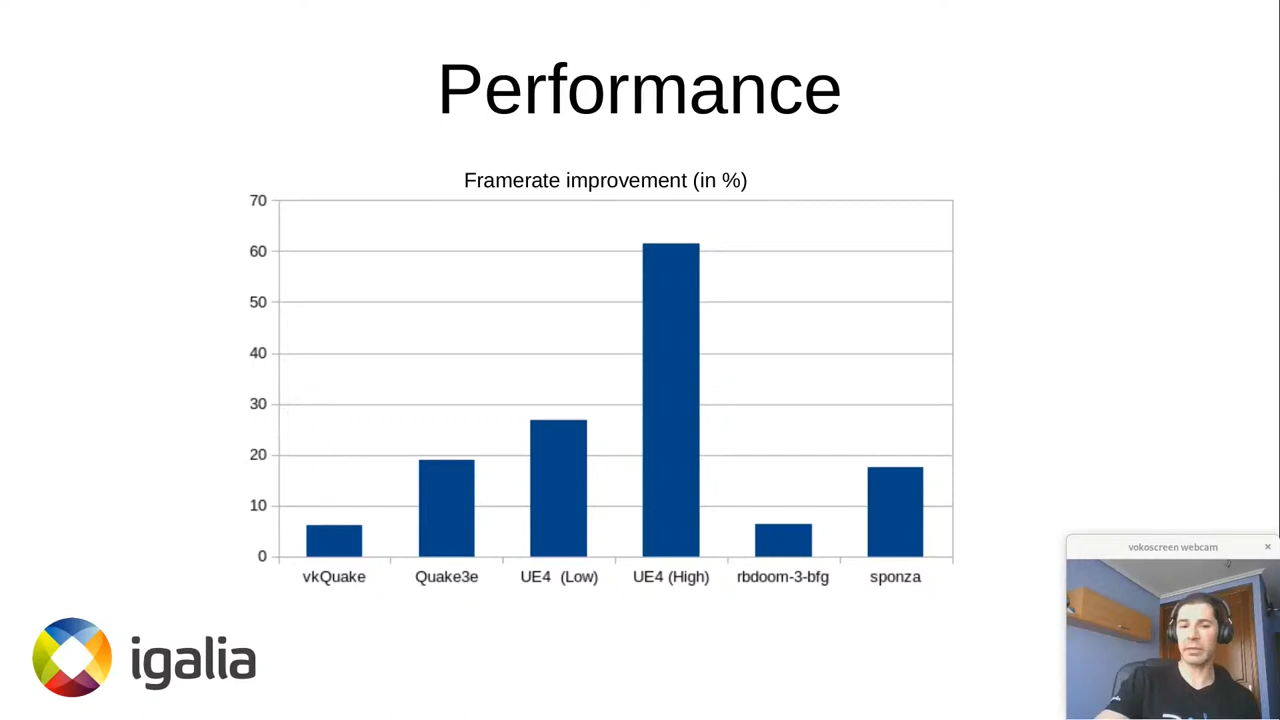 Performance
Framerate improvement (in %)
70
60
50
40
30
20
10
0
vkQuake Quake3e UE4 (Low) UE4 (High) rbdoom-3-bfg sponza
igalia
vokoscreen webcam